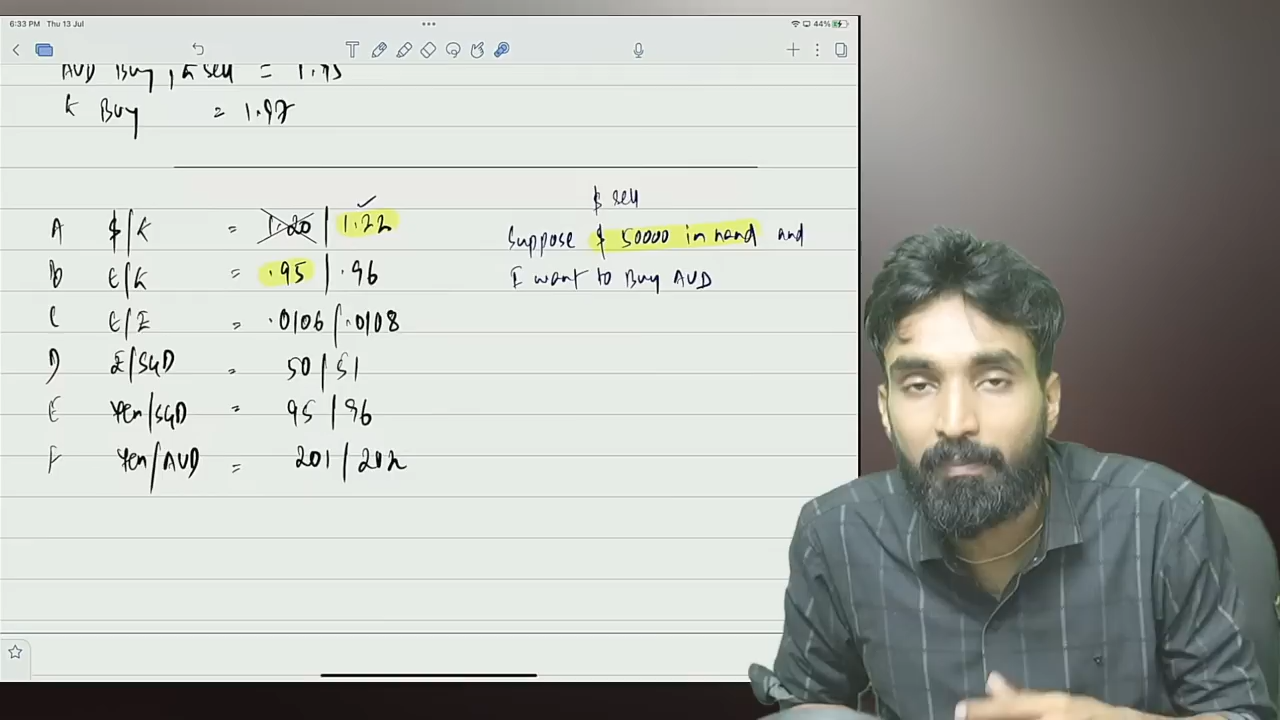 6:33 PM Thu 13 Jul
44%
AUD Buy, K sell = 1.95
K Buy = 1.97
A $/K = 1.20 | 1.22
B €/K = .95 | .96
C €/₤ = .0106 | .0108
D ₤/SGD = 50 | 51
E Yen/SGD = 95 | 96
F Yen/AUD = 201 | 202
$ sell
Suppose $ 50000 in hand and
I want to Buy AUD